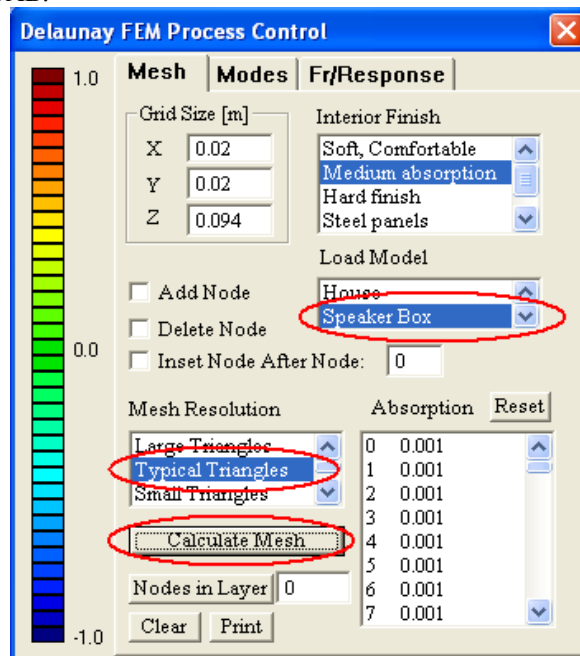 Delaunay FEM Process Control
Mesh Modes Fr/Response
1.0
Grid Size [m]
X 0.02
Y 0.02
Z 0.094
Interior Finish
Soft, Comfortable
Medium absorption
Hard finish
Steel panels
Load Model
House
Speaker Box
Add Node
Delete Node
Inset Node After Node: 0
0.0
Mesh Resolution
Large Triangles
Typical Triangles
Small Triangles
Calculate Mesh
Nodes in Layer 0
Clear Print
Absorption Reset
0 0.001
1 0.001
2 0.001
3 0.001
4 0.001
5 0.001
6 0.001
7 0.001
-1.0